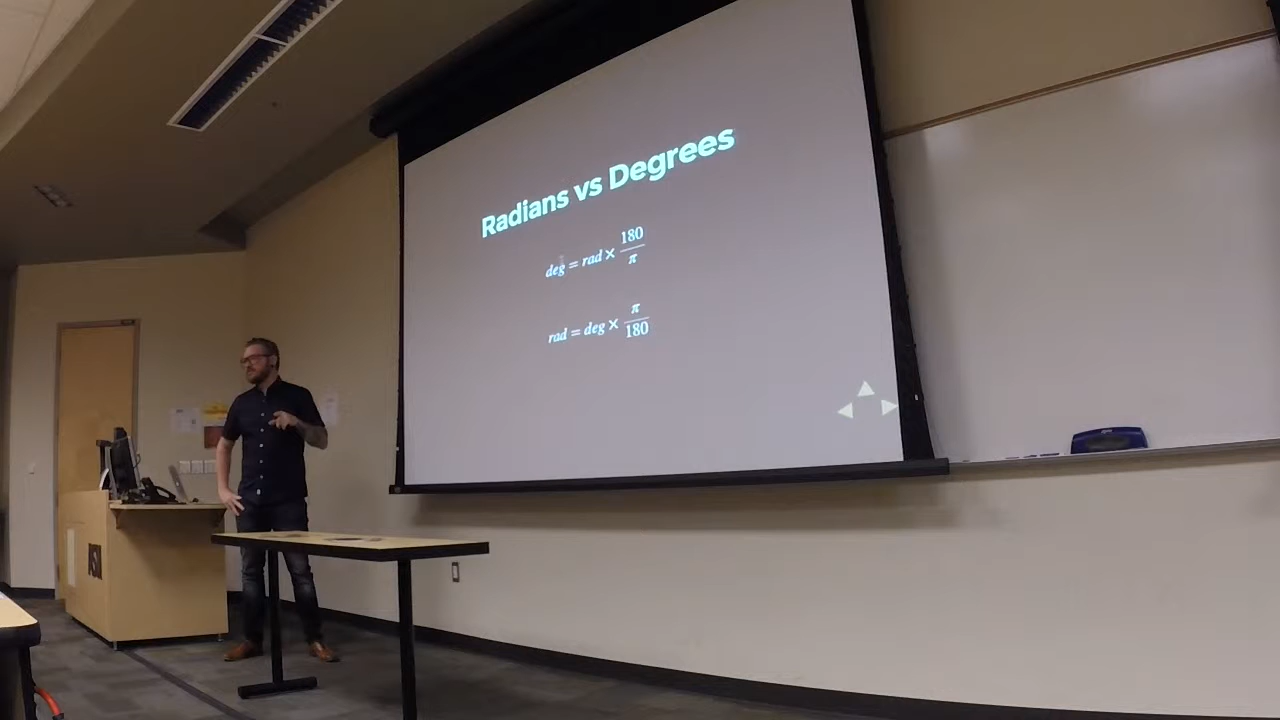 Radians vs Degrees
deg = rad × 180/π
rad = deg × π/180